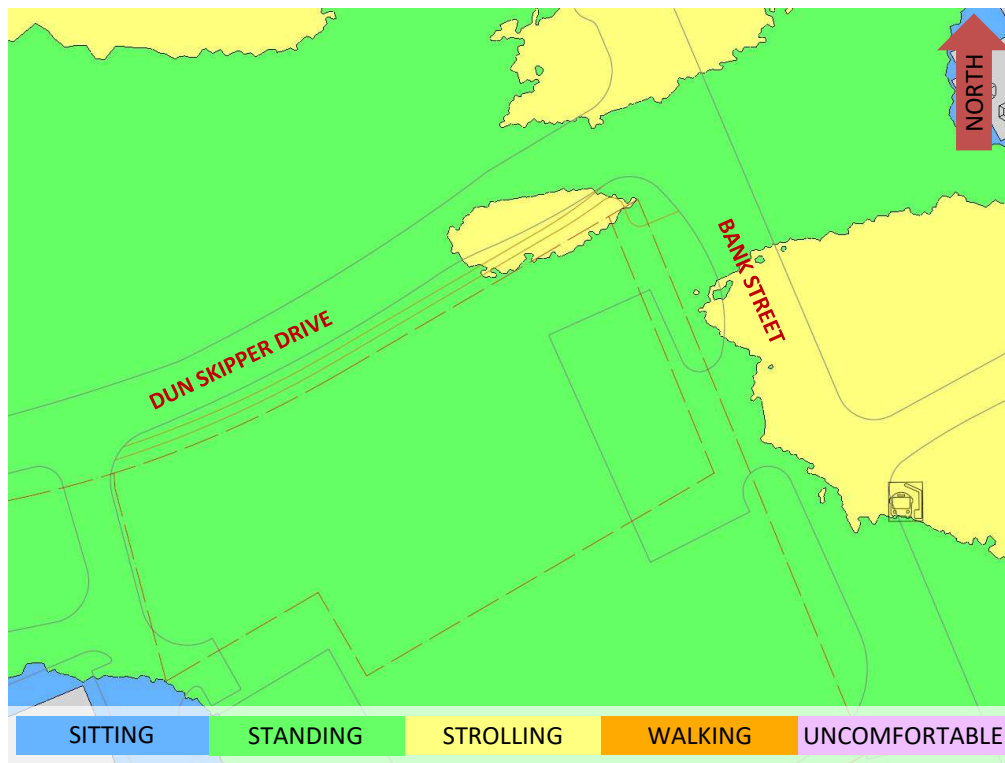 NORTH
BANK STREET
DUN SKIPPER DRIVE
SITTING
STANDING
STROLLING
WALKING
UNCOMFORTABLE